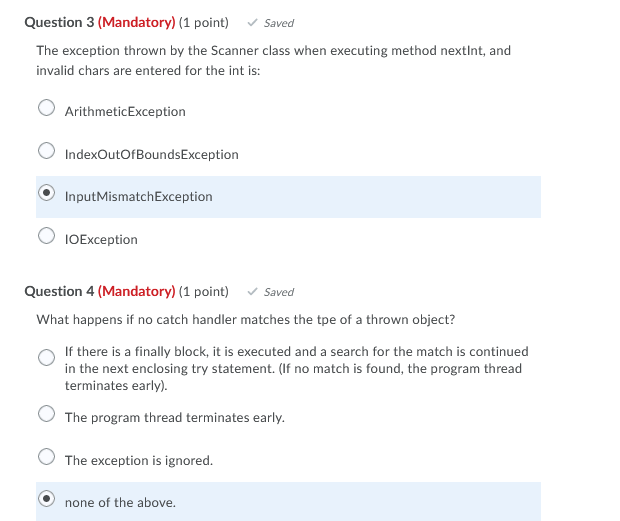 Question 3 (Mandatory) (1 point) ✓ Saved
The exception thrown by the Scanner class when executing method nextInt, and
invalid chars are entered for the int is:
ArithmeticException
IndexOutOfBoundsException
InputMismatchException
IOException
Question 4 (Mandatory) (1 point) ✓ Saved
What happens if no catch handler matches the tpe of a thrown object?
If there is a finally block, it is executed and a search for the match is continued
in the next enclosing try statement. (If no match is found, the program thread
terminates early).
The program thread terminates early.
The exception is ignored.
none of the above.